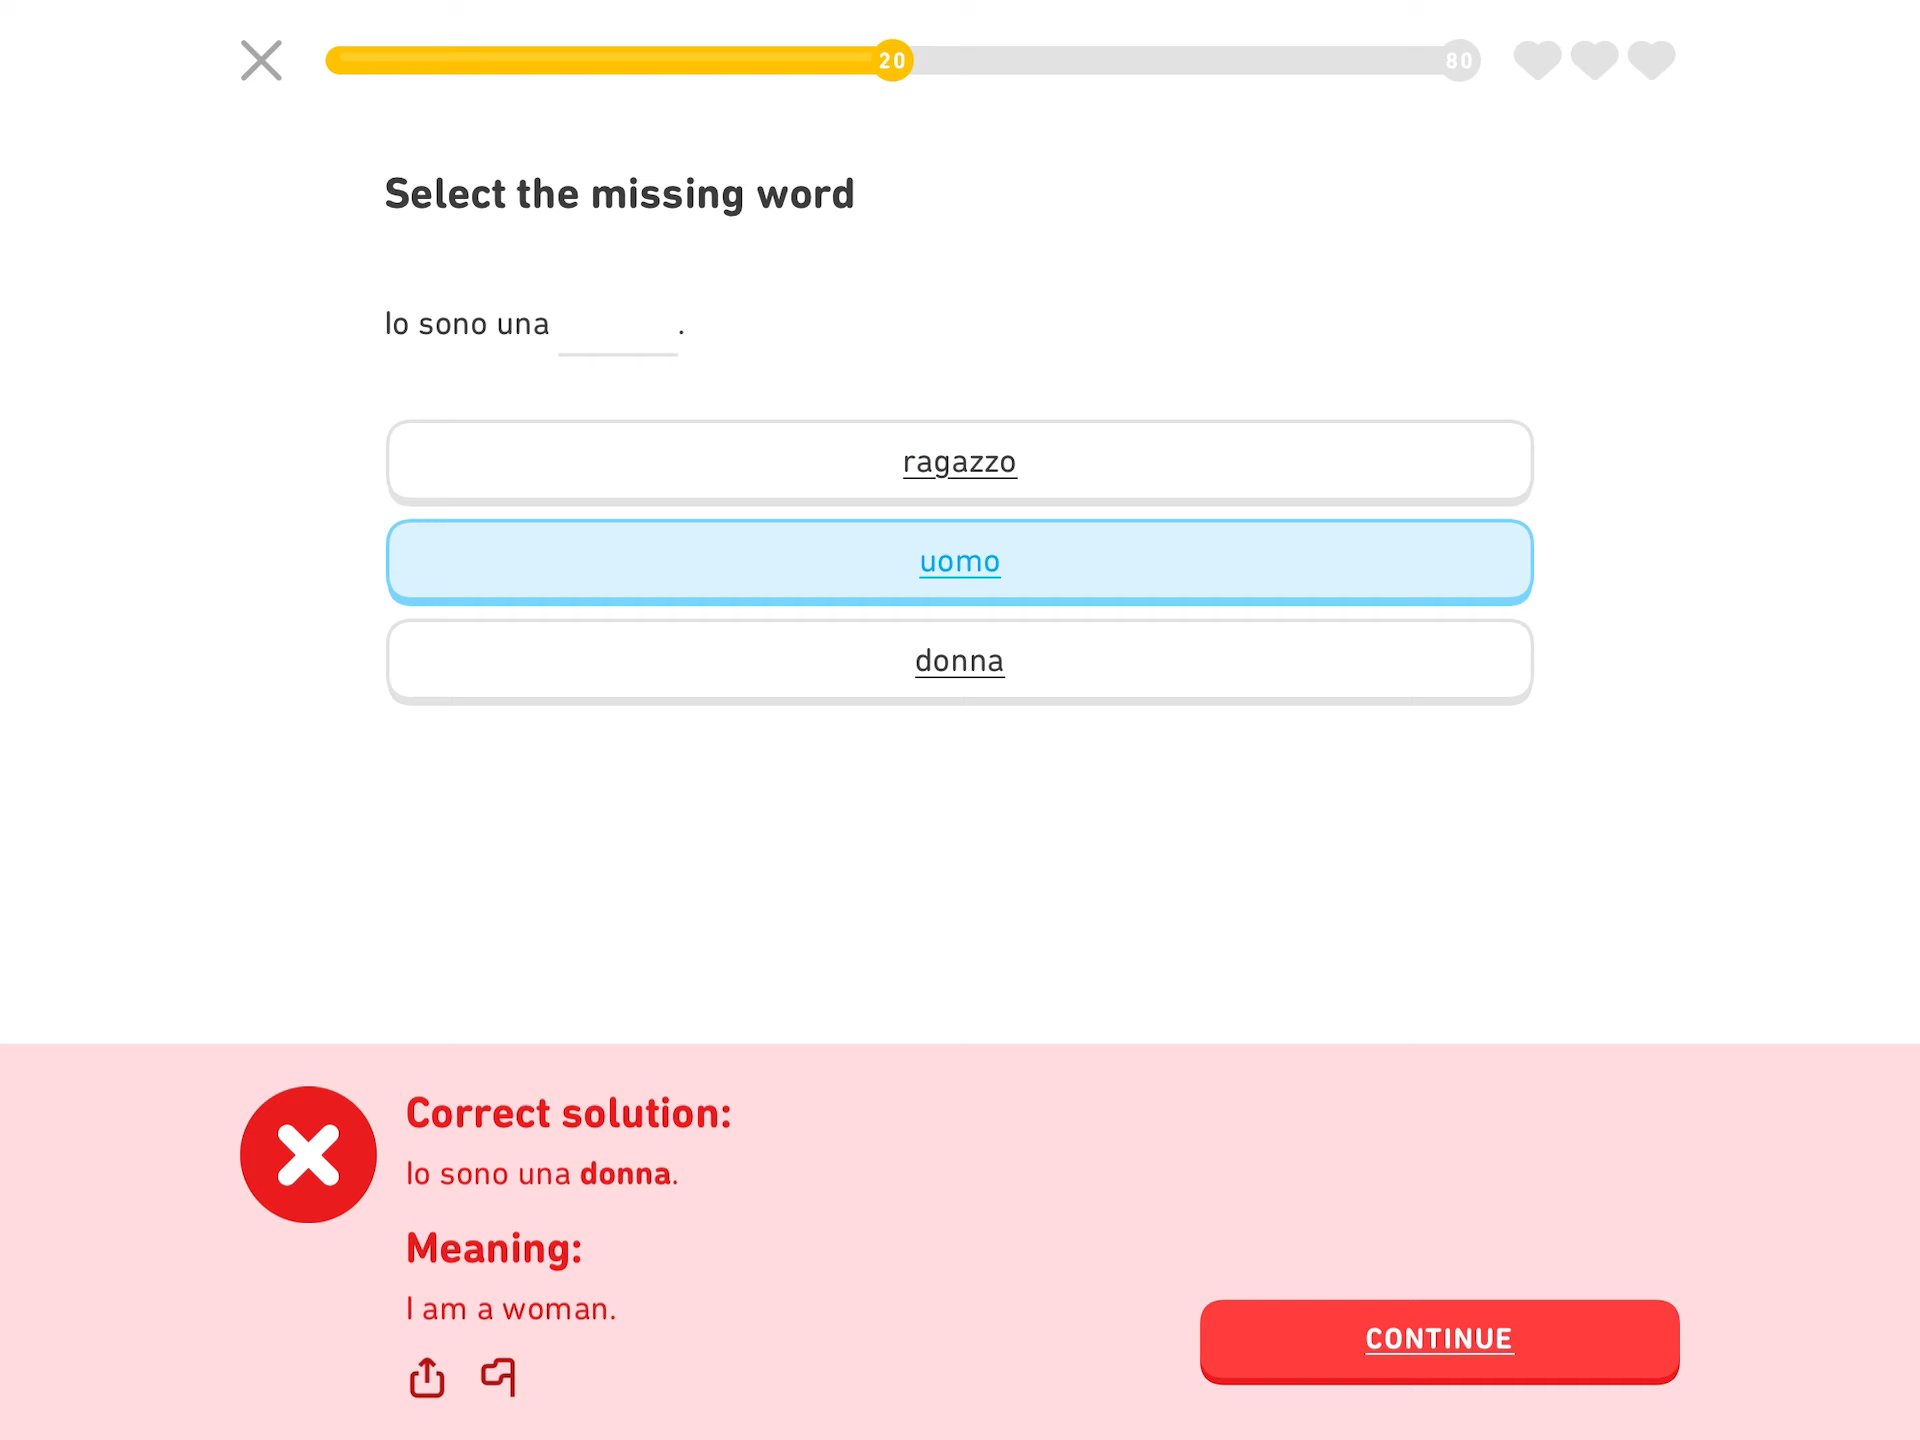 20
80
Select the missing word
Io sono una .
ragazzo
uomo
donna
Correct solution:
Io sono una donna.
Meaning:
I am a woman.
CONTINUE